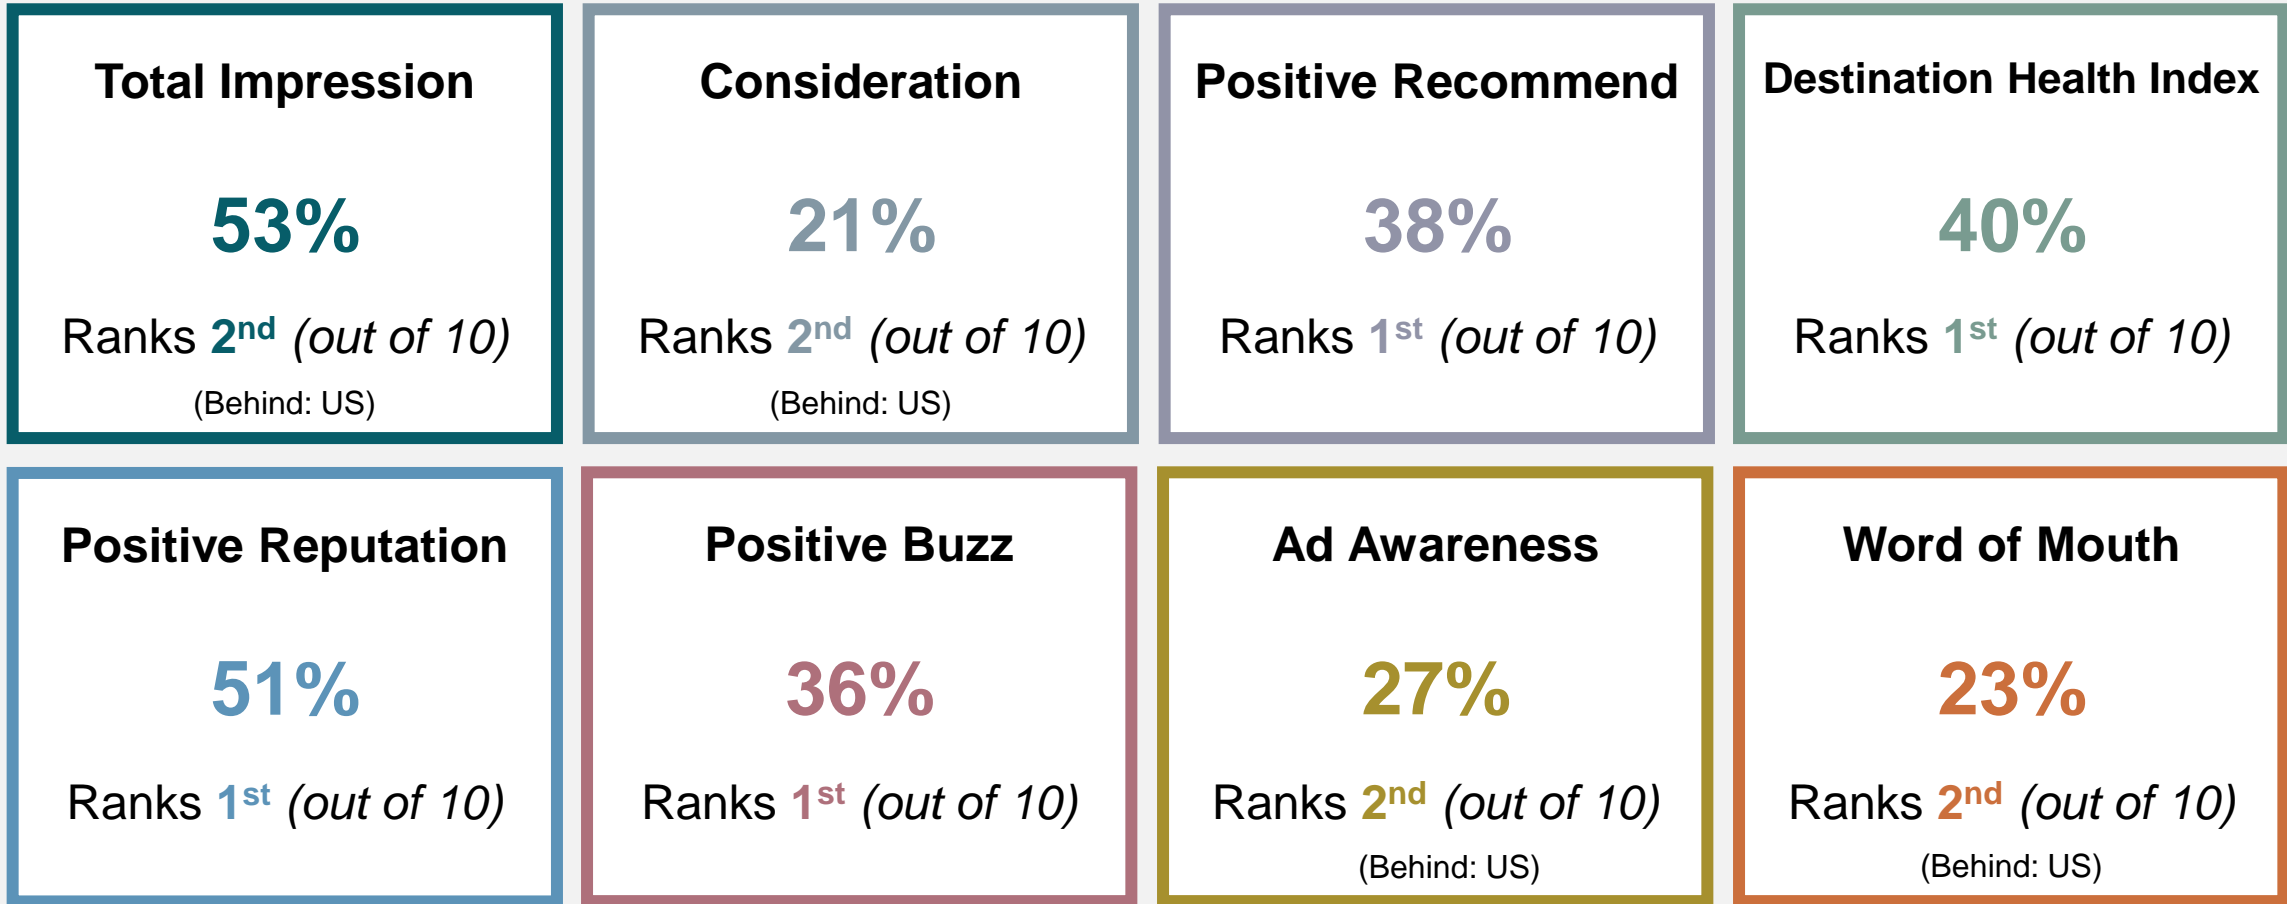 Total Impression
53%
Ranks 2nd (out of 10)
(Behind: US)
Consideration
21%
Ranks 2nd (out of 10)
(Behind: US)
Positive Recommend
38%
Ranks 1st (out of 10)
Destination Health Index
40%
Ranks 1st (out of 10)
Positive Reputation
51%
Ranks 1st (out of 10)
Positive Buzz
36%
Ranks 1st (out of 10)
Ad Awareness
27%
Ranks 2nd (out of 10)
(Behind: US)
Word of Mouth
23%
Ranks 2nd (out of 10)
(Behind: US)